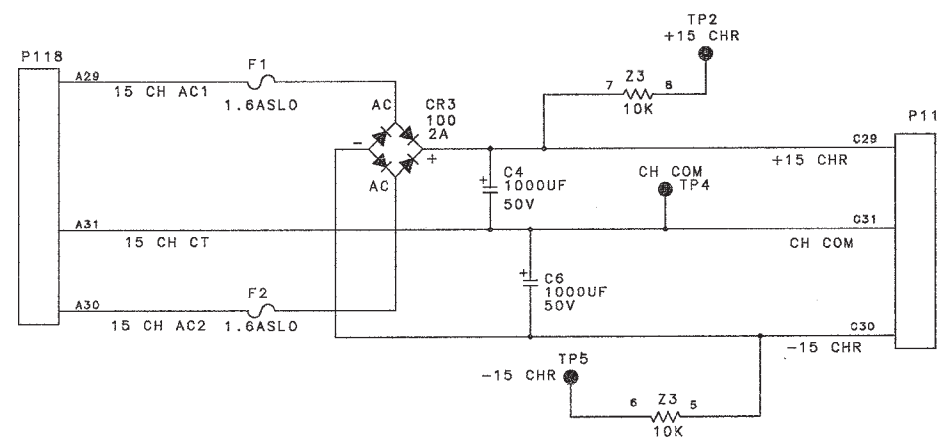 TP2
+15 CHR
P118
F1
A29
15 CH AC1
1.6ASLO
AC
CR3
100
2A
7
Z3
8
10K
P11
-
+
AC
C29
+15 CHR
+
C4
1000UF
50V
CH COM
TP4
A31
15 CH CT
C31
CH COM
+
C6
1000UF
50V
F2
A30
15 CH AC2
1.6ASLO
C30
-15 CHR
TP5
-15 CHR
6
Z3
5
10K